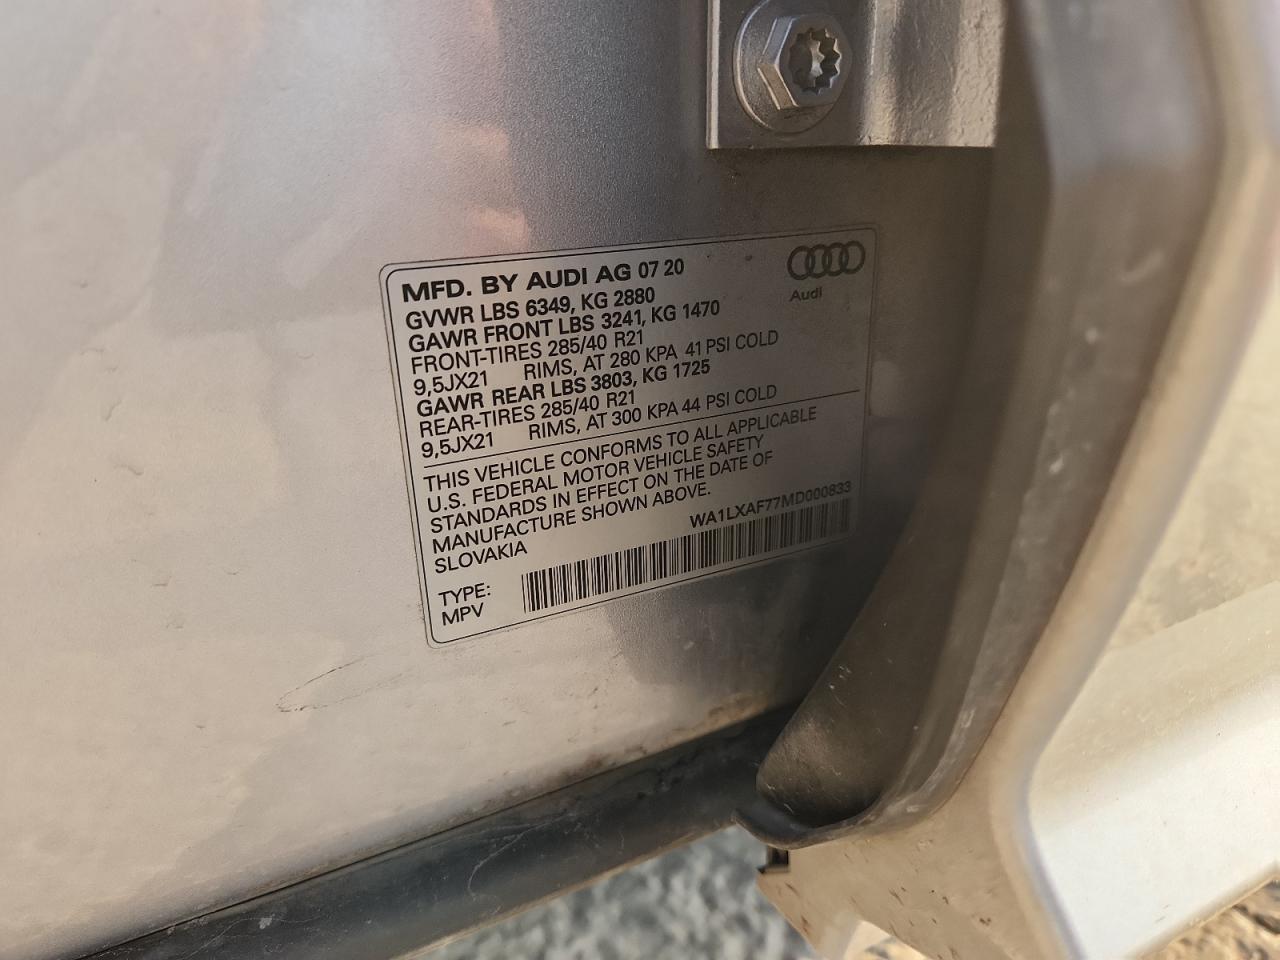 MFD. BY AUDI AG 07 20
Audi
GVWR LBS 6349, KG 2880
GAWR FRONT LBS 3241, KG 1470
FRONT-TIRES 285/40 R21
9,5JX21 RIMS, AT 280 KPA 41 PSI COLD
GAWR REAR LBS 3803, KG 1725
REAR-TIRES 285/40 R21
9,5JX21 RIMS, AT 300 KPA 44 PSI COLD
THIS VEHICLE CONFORMS TO ALL APPLICABLE
U.S. FEDERAL MOTOR VEHICLE SAFETY
STANDARDS IN EFFECT ON THE DATE OF
MANUFACTURE SHOWN ABOVE.
SLOVAKIA
WA1LXAF77MD000833
TYPE:
MPV